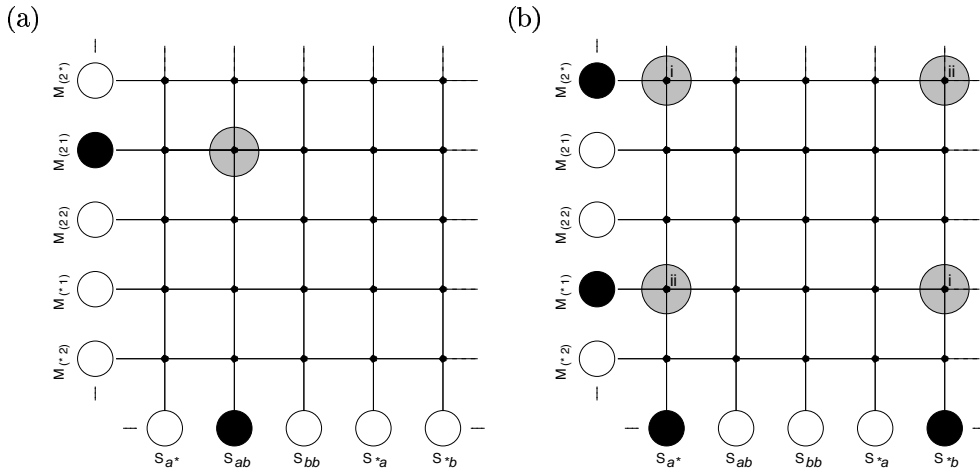 (a)
M(2*)
M(21)
M(22)
M(*1)
M(*2)
Sa*
Sab
Sbb
S*a
S*b
(b)
M(2*)
M(21)
M(22)
M(*1)
M(*2)
i
ii
ii
i
Sa*
Sab
Sbb
S*a
S*b